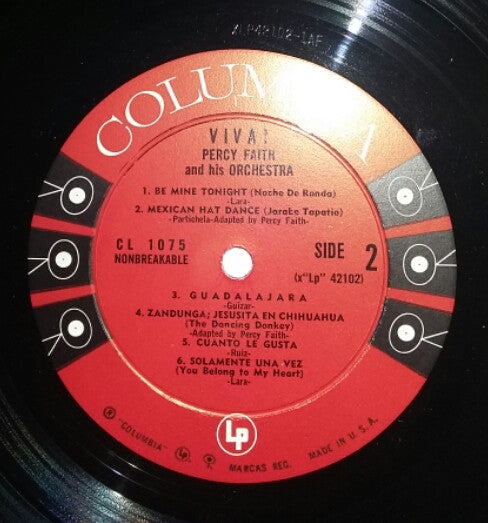 XLP42102-1AF
COLUMBIA
VIVA!
PERCY FAITH
and his ORCHESTRA
1. BE MINE TONIGHT (Noche De Ronda)
-Lara-
2. MEXICAN HAT DANCE (Jarabe Tapatio)
-Partichela-Adapted by Percy Faith-
CL 1075
NONBREAKABLE
SIDE 2
(x"Lp" 42102)
3. GUADALAJARA
-Guizar-
4. ZANDUNGA; JESUSITA EN CHIHUAHUA
(The Dancing Donkey)
-Adapted by Percy Faith-
5. CUANTO LE GUSTA
-Ruiz-
6. SOLAMENTE UNA VEZ
(You Belong to My Heart)
-Lara-
Lp
® "COLUMBIA" MARCAS REG. MADE IN U.S.A.